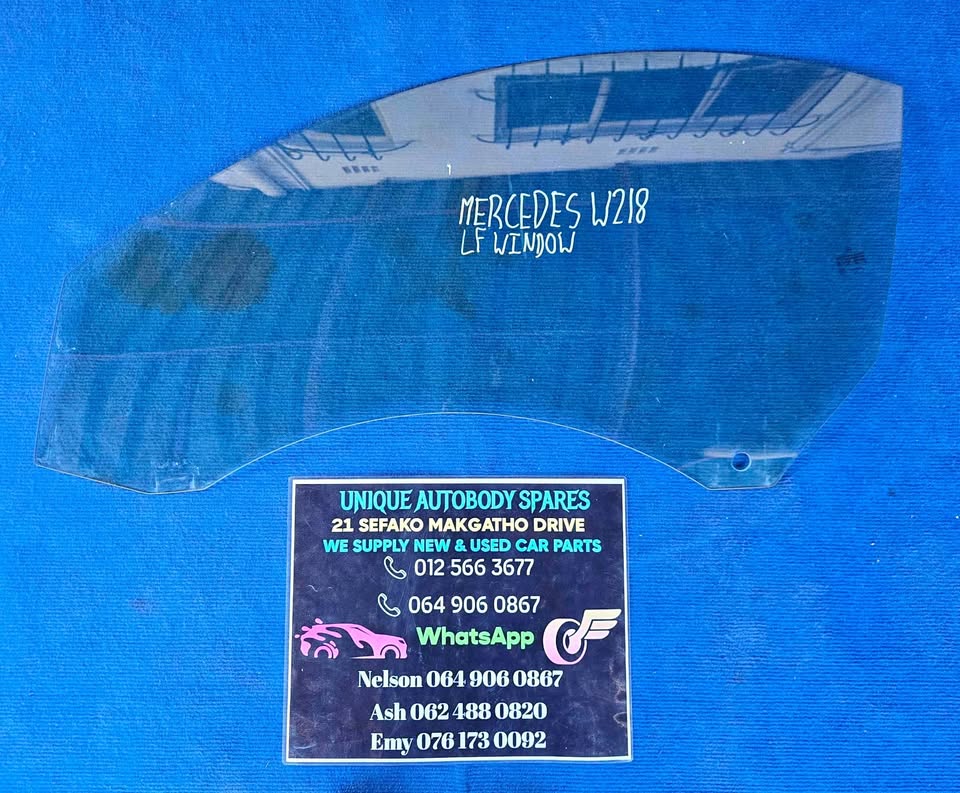 MERCEDES W218
LF WINDOW
UNIQUE AUTOBODY SPARES
21 SEFAKO MAKGATHO DRIVE
WE SUPPLY NEW & USED CAR PARTS
012 566 3677
064 906 0867
WhatsApp
Nelson 064 906 0867
Ash 062 488 0820
Emy 076 173 0092